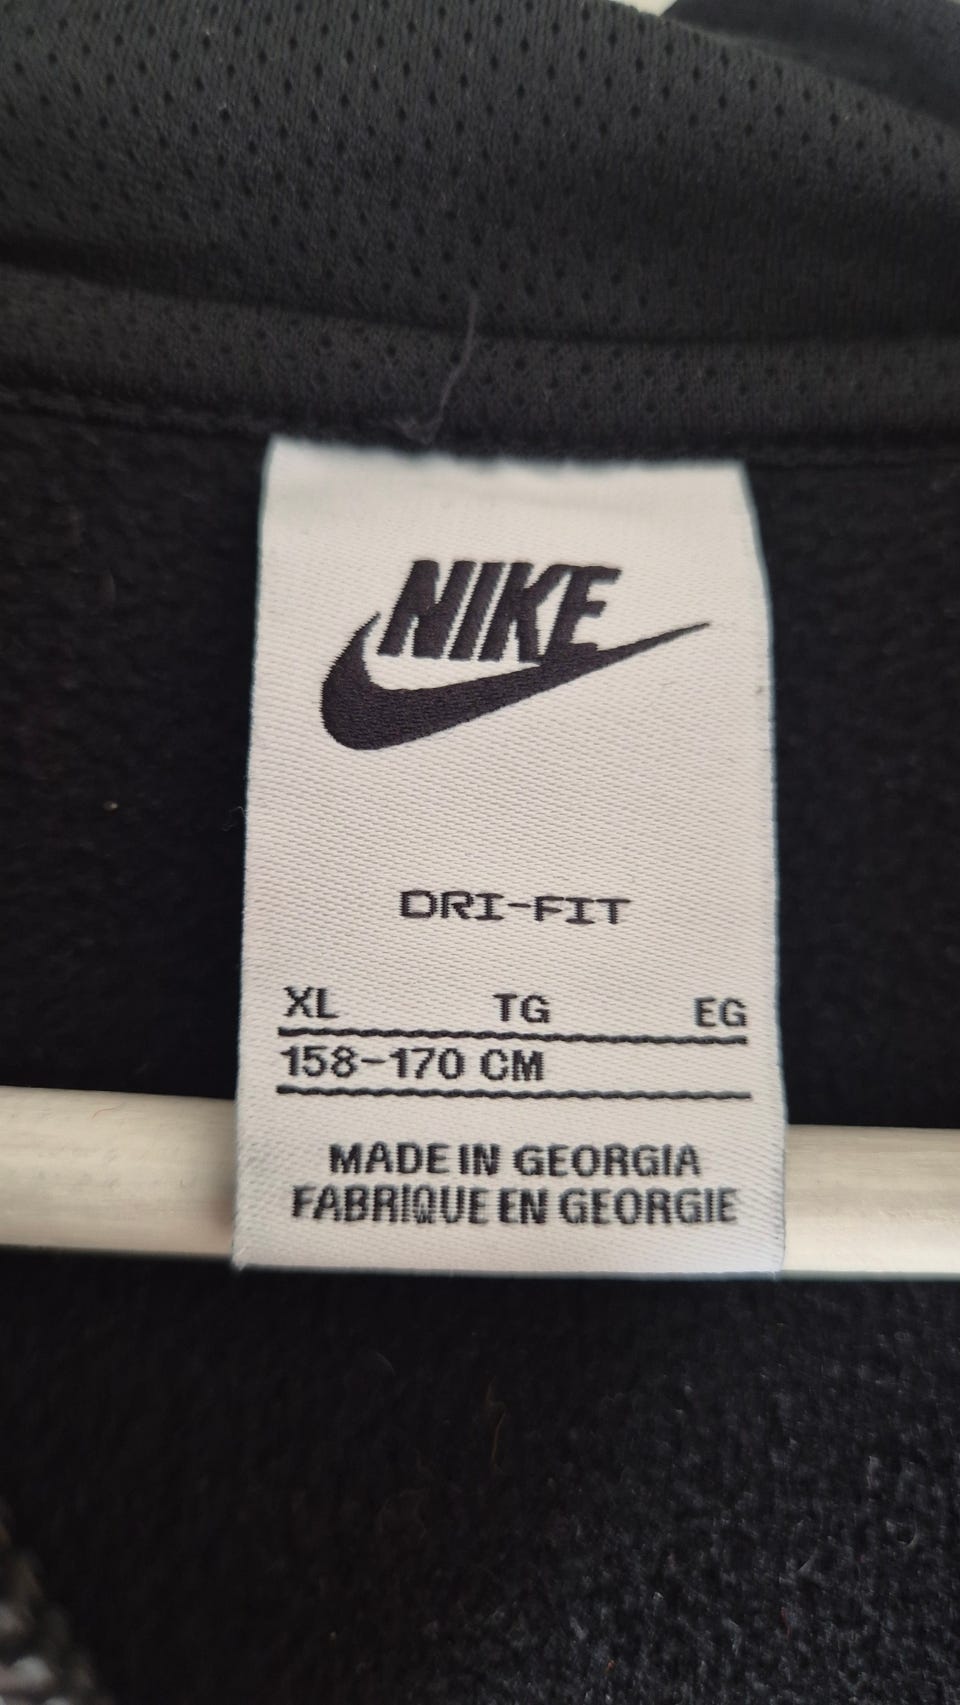 NIKE
DRI-FIT
XL TG EG
158-170 CM
MADE IN GEORGIA
FABRIQUE EN GEORGIE